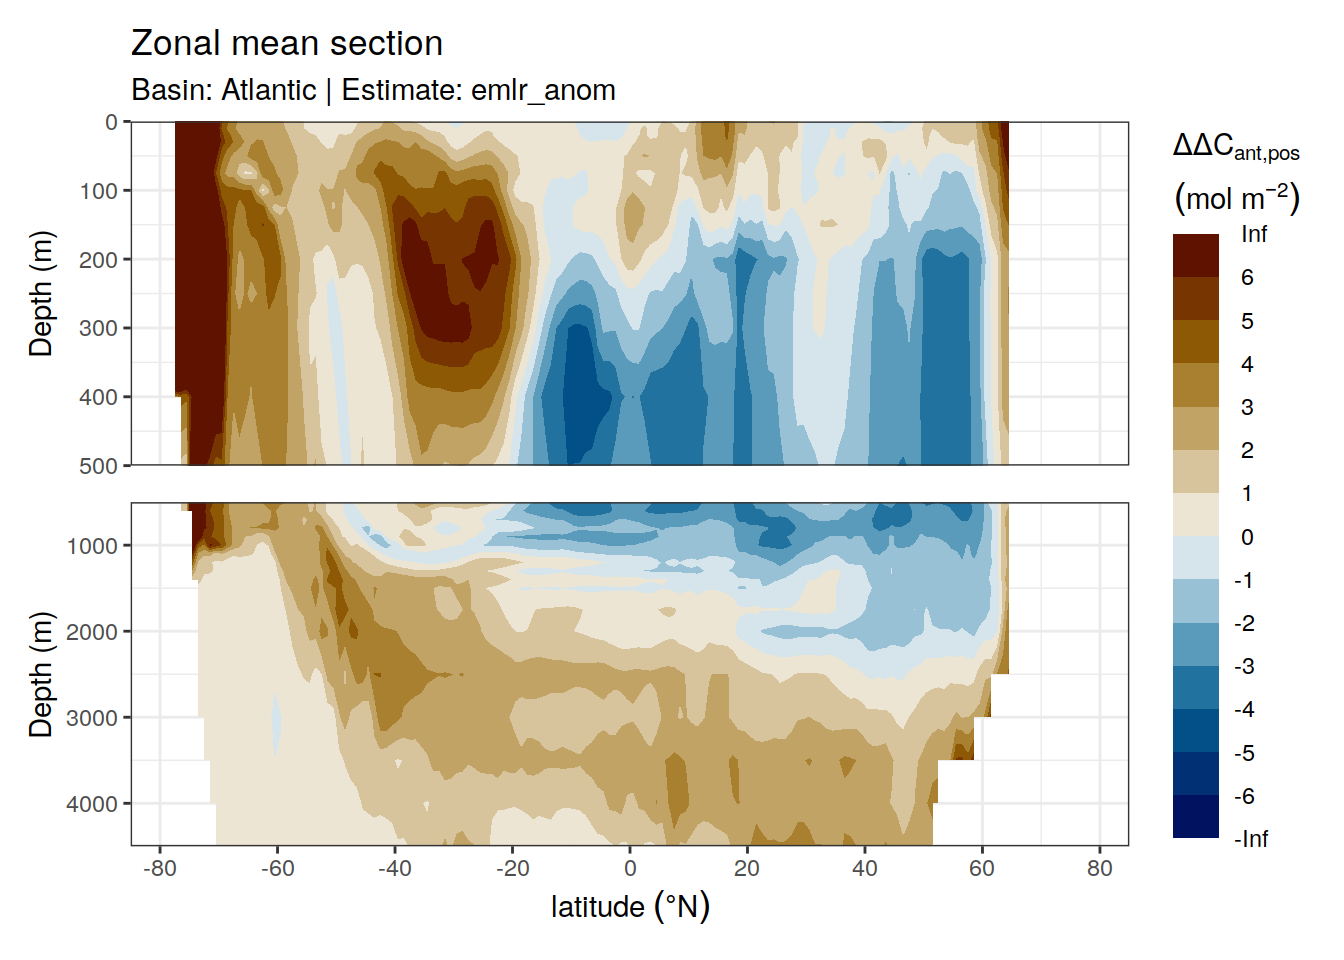 Zonal mean section
Basin: Atlantic | Estimate: emlr_anom
Depth (m)
0
100
200
300
400
500
Depth (m)
1000
2000
3000
4000
-80 -60 -40 -20 0 20 40 60 80
latitude (°N)
ΔΔCant,pos
(mol m−2)
Inf
6
5
4
3
2
1
0
-1
-2
-3
-4
-5
-6
-Inf